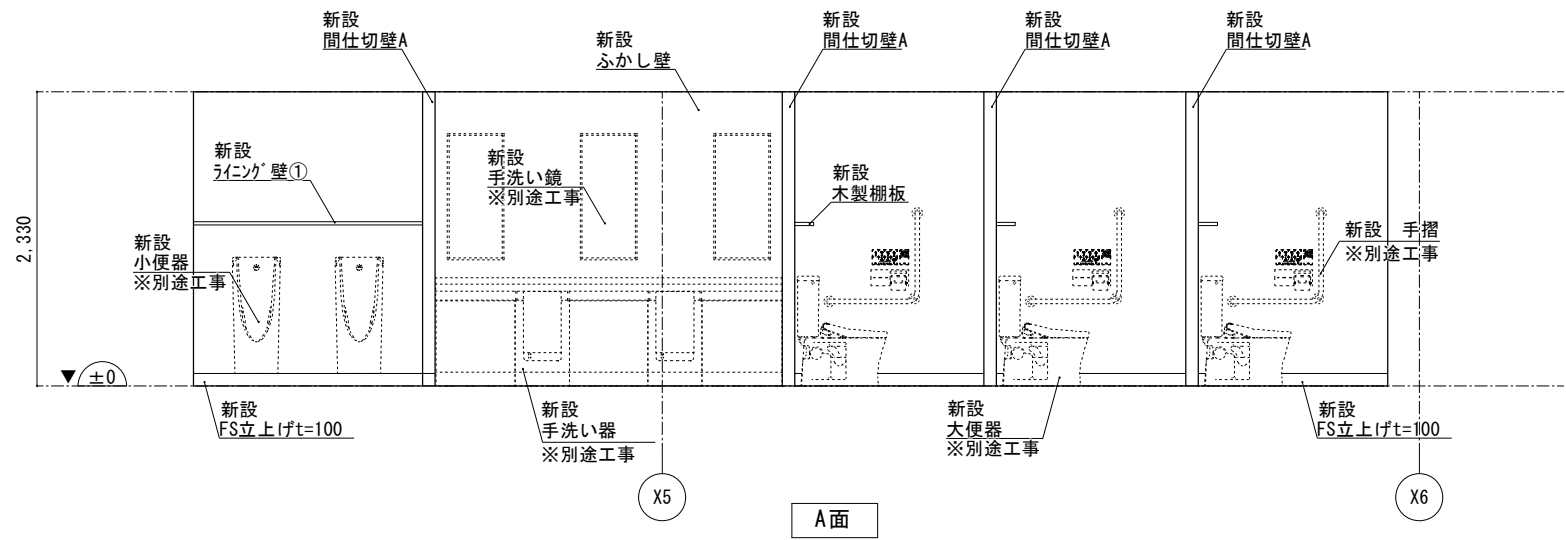 新設
間仕切壁A
新設
ふかし壁
新設
間仕切壁A
新設
間仕切壁A
新設
間仕切壁A
新設
ﾗｲﾆﾝｸﾞ壁①
新設
手洗い鏡
※別途工事
新設
木製棚板
新設　手摺
※別途工事
新設
小便器
※別途工事
2,330
▼ ±0
新設
FS立上げt=100
新設
手洗い器
※別途工事
新設
大便器
※別途工事
新設
FS立上げt=100
X5
X6
A面